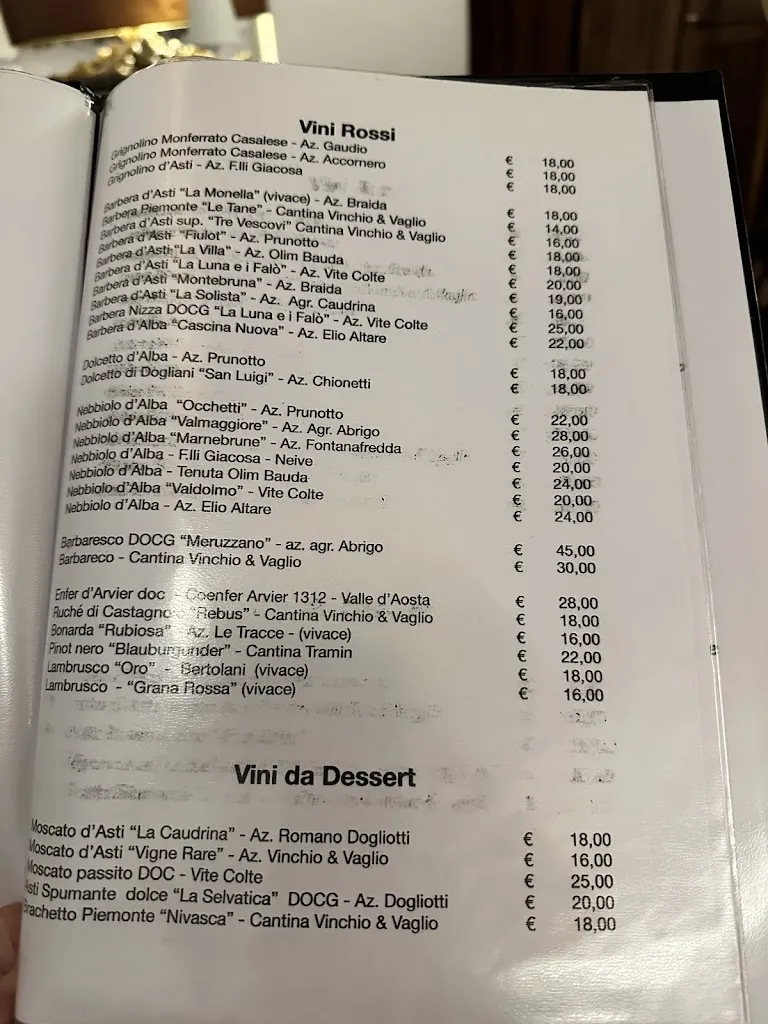 Vini Rossi
Grignolino Monferrato Casalese - Az. Gaudio € 18,00
Grignolino Monferrato Casalese - Az. Accornero € 18,00
Grignolino d'Asti - Az. F.lli Giacosa € 18,00
Barbera d'Asti "La Monella" (vivace) - Az. Braida € 18,00
Barbera Piemonte "Le Tane" - Cantina Vinchio & Vaglio € 14,00
Barbera d'Asti sup. "Tre Vescovi" Cantina Vinchio & Vaglio € 16,00
Barbera d'Asti "Fiulot" - Az. Prunotto € 18,00
Barbera d'Asti "La Villa" - Az. Olim Bauda € 18,00
Barbera d'Asti "La Luna e i Falò" - Az. Vite Colte € 20,00
Barbera d'Asti "Montebruna" - Az. Braida € 19,00
Barbera d'Asti "La Solista" - Az. Agr. Caudrina € 16,00
Barbera Nizza DOCG "La Luna e i Falò" - Az. Vite Colte € 25,00
Barbera d'Alba "Cascina Nuova" - Az. Elio Altare € 22,00
Dolcetto d'Alba - Az. Prunotto € 18,00
Dolcetto di Dogliani "San Luigi" - Az. Chionetti € 18,00
Nebbiolo d'Alba "Occhetti" - Az. Prunotto € 22,00
Nebbiolo d'Alba "Valmaggiore" - Az. Agr. Abrigo € 28,00
Nebbiolo d'Alba "Marnebrune" - Az. Fontanafredda € 26,00
Nebbiolo d'Alba - F.lli Giacosa - Neive € 20,00
Nebbiolo d'Alba - Tenuta Olim Bauda € 24,00
Nebbiolo d'Alba "Valdolmo" - Vite Colte € 20,00
Nebbiolo d'Alba - Az. Elio Altare € 24,00
Barbaresco DOCG "Meruzzano" - az. agr. Abrigo € 45,00
Barbareco - Cantina Vinchio & Vaglio € 30,00
Enfer d'Arvier doc - Coenfer Arvier 1312 - Valle d'Aosta € 28,00
Ruché di Castagno - "Rebus" - Cantina Vinchio & Vaglio € 18,00
Bonarda "Rubiosa" - Az. Le Tracce - (vivace) € 16,00
Pinot nero "Blauburgunder" - Cantina Tramin € 22,00
Lambrusco "Oro" - Bertolani (vivace) € 18,00
Lambrusco - "Grana Rossa" (vivace) € 16,00
Vini da Dessert
Moscato d'Asti "La Caudrina" - Az. Romano Dogliotti € 18,00
Moscato d'Asti "Vigne Rare" - Az. Vinchio & Vaglio € 16,00
Moscato passito DOC - Vite Colte € 25,00
Asti Spumante dolce "La Selvatica" DOCG - Az. Dogliotti € 20,00
Brachetto Piemonte "Nivasca" - Cantina Vinchio & Vaglio € 18,00